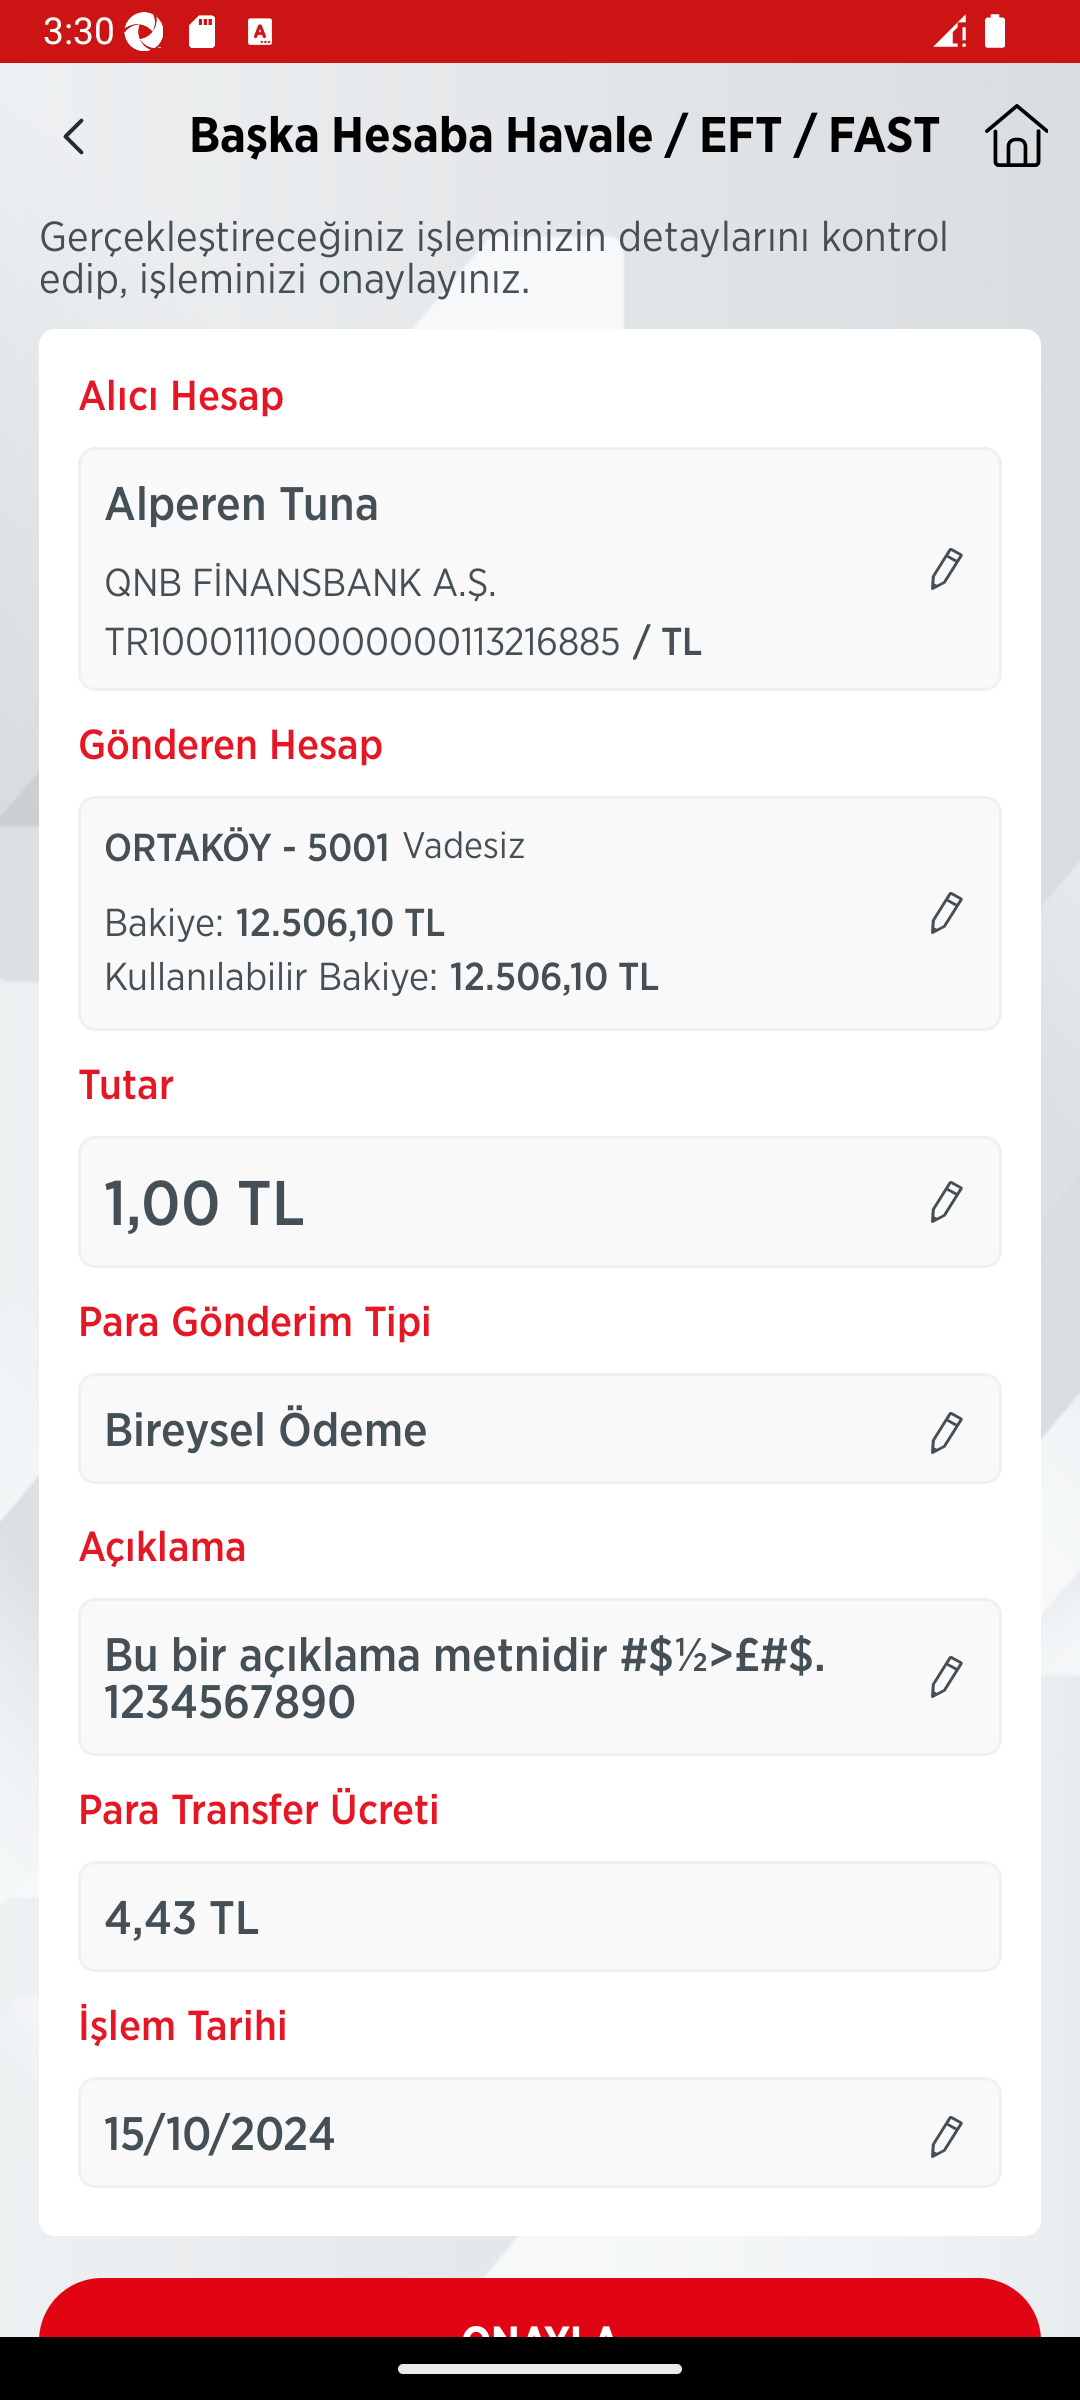 3:30
Başka Hesaba Havale / EFT / FAST
Gerçekleştireceğiniz işleminizin detaylarını kontrol
edip, işleminizi onaylayınız.
Alıcı Hesap
Alperen Tuna
QNB FİNANSBANK A.Ş.
TR100011100000000113216885 / TL
Gönderen Hesap
ORTAKÖY - 5001 Vadesiz
Bakiye: 12.506,10 TL
Kullanılabilir Bakiye: 12.506,10 TL
Tutar
1,00 TL
Para Gönderim Tipi
Bireysel Ödeme
Açıklama
Bu bir açıklama metnidir #$½>£#$.
1234567890
Para Transfer Ücreti
4,43 TL
İşlem Tarihi
15/10/2024
ONAYLA